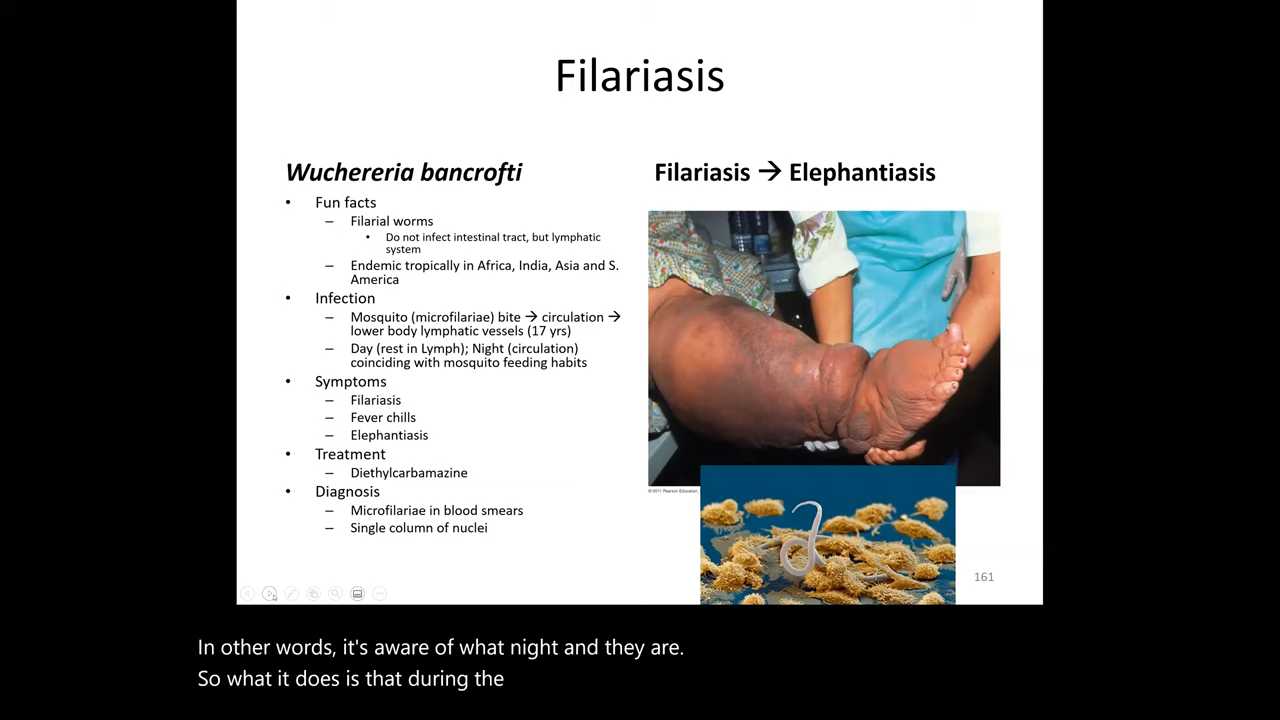 Filariasis
Wuchereria bancrofti
• Fun facts
– Filarial worms
• Do not infect intestinal tract, but lymphatic
system
– Endemic tropically in Africa, India, Asia and S.
America
• Infection
– Mosquito (microfilariae) bite → circulation →
lower body lymphatic vessels (17 yrs)
– Day (rest in Lymph); Night (circulation)
coinciding with mosquito feeding habits
• Symptoms
– Filariasis
– Fever chills
– Elephantiasis
• Treatment
– Diethylcarbamazine
• Diagnosis
– Microfilariae in blood smears
– Single column of nuclei
Filariasis → Elephantiasis
© 2011 Pearson Education,
161
In other words, it's aware of what night and they are.
So what it does is that during the